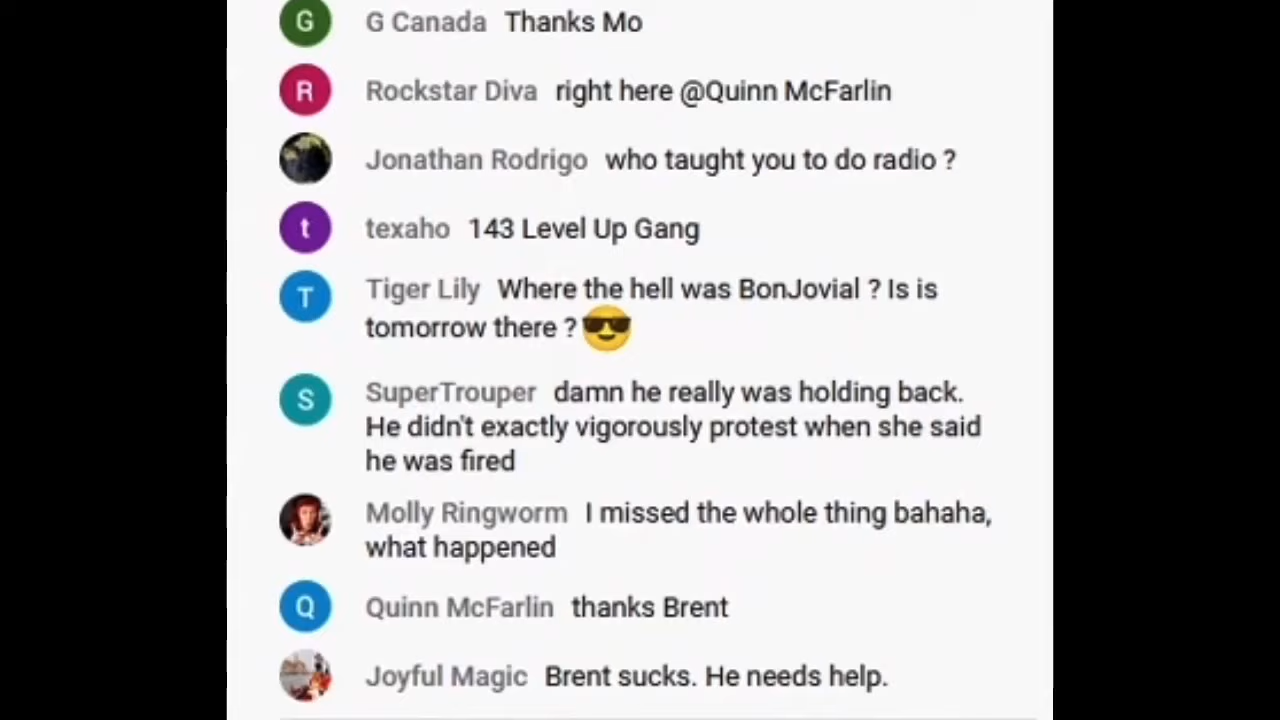 G G Canada Thanks Mo
R Rockstar Diva right here @Quinn McFarlin
Jonathan Rodrigo who taught you to do radio ?
t texaho 143 Level Up Gang
T Tiger Lily Where the hell was BonJovial ? Is is
tomorrow there ? 😎
S SuperTrouper damn he really was holding back.
He didn't exactly vigorously protest when she said
he was fired
Molly Ringworm I missed the whole thing bahaha,
what happened
Q Quinn McFarlin thanks Brent
Joyful Magic Brent sucks. He needs help.